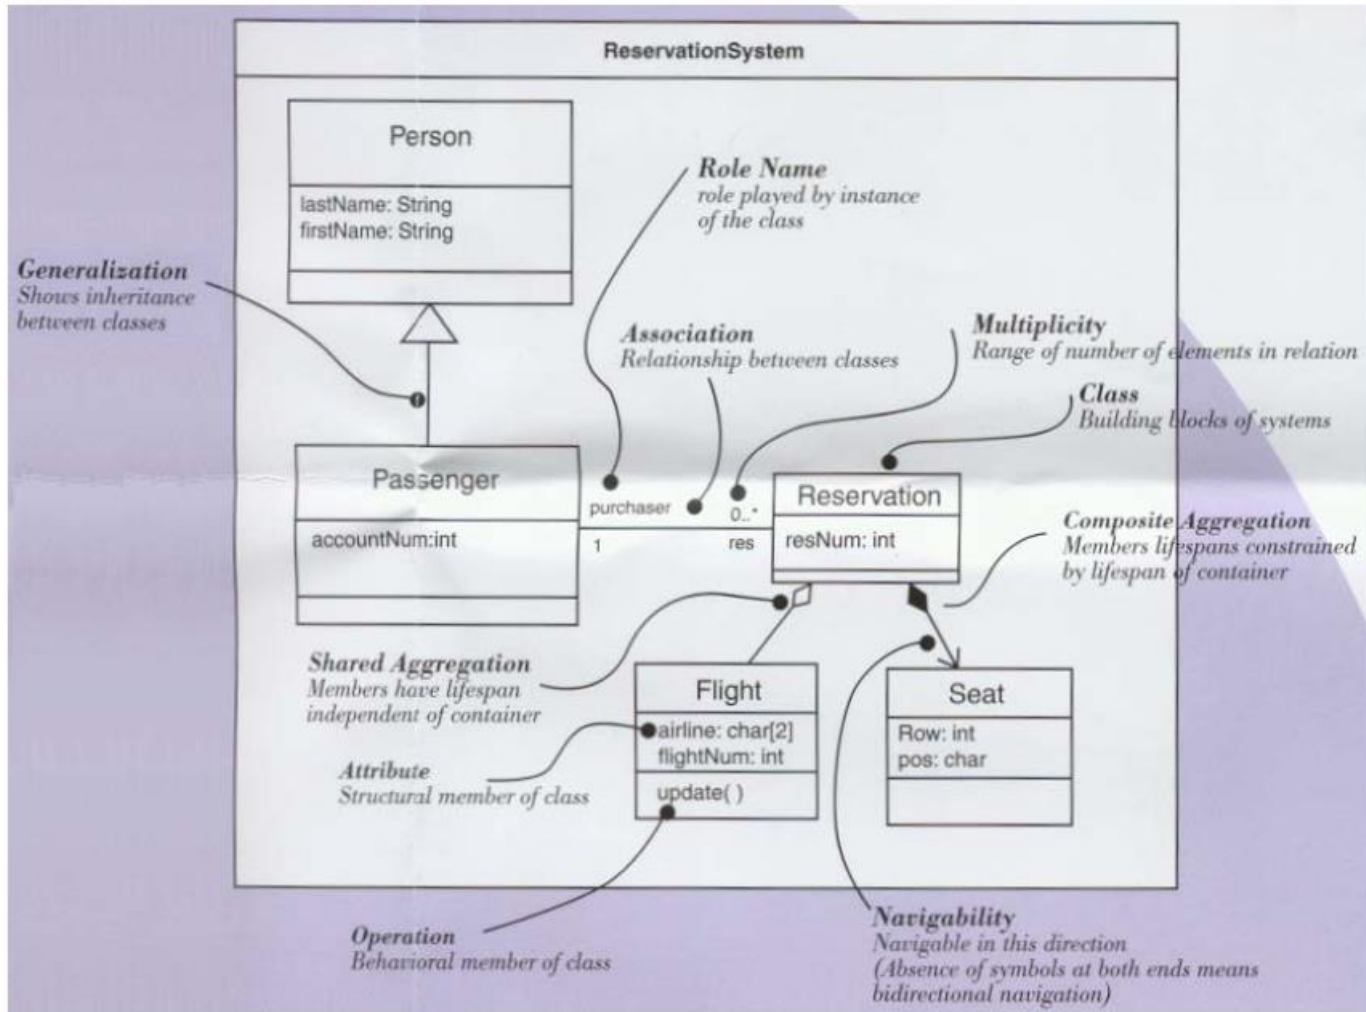 ReservationSystem
Person
lastName: String
firstName: String
Role Name
role played by instance
of the class
Generalization
Shows inheritance
between classes
Association
Relationship between classes
Multiplicity
Range of number of elements in relation
Class
Building blocks of systems
Passenger
accountNum:int
purchaser
1
0..*
res
Reservation
resNum: int
Composite Aggregation
Members lifespans constrained
by lifespan of container
Shared Aggregation
Members have lifespan
independent of container
Flight
airline: char[2]
flightNum: int
update( )
Seat
Row: int
pos: char
Attribute
Structural member of class
Operation
Behavioral member of class
Navigability
Navigable in this direction
(Absence of symbols at both ends means
bidirectional navigation)